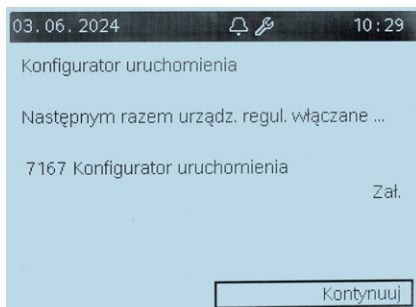 03.06.2024 10:29
Konfigurator uruchomienia
Następnym razem urządz. regul. włączane ...
7167 Konfigurator uruchomienia
Zał.
Kontynuuj